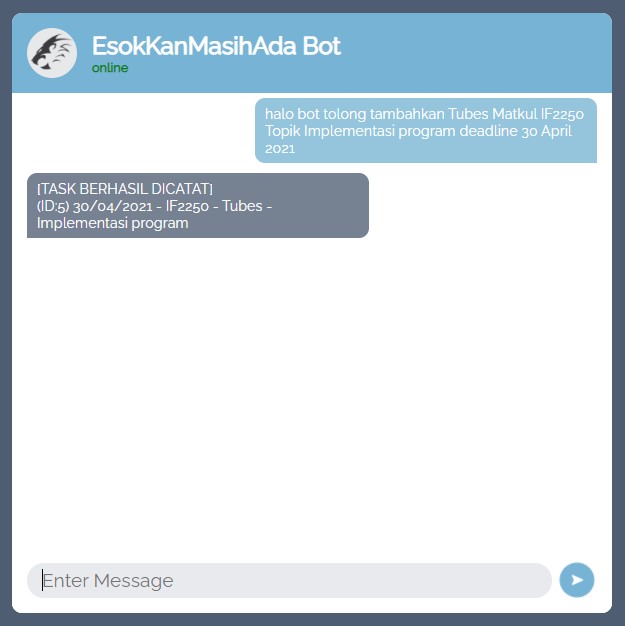 EsokKanMasihAda Bot
online
halo bot tolong tambahkan Tubes Matkul IF2250
Topik Implementasi program deadline 30 April
2021
[TASK BERHASIL DICATAT]
(ID:5) 30/04/2021 - IF2250 - Tubes -
Implementasi program
Enter Message